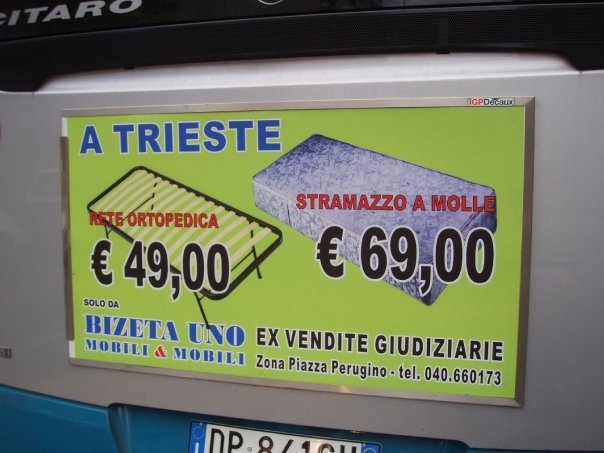 CITARO
IGPDecaux
A TRIESTE
RETE ORTOPEDICA
€ 49,00
STRAMAZZO A MOLLE
€ 69,00
SOLO DA
BIZETA UNO
MOBILI & MOBILI
EX VENDITE GIUDIZIARIE
Zona Piazza Perugino - tel. 040.660173